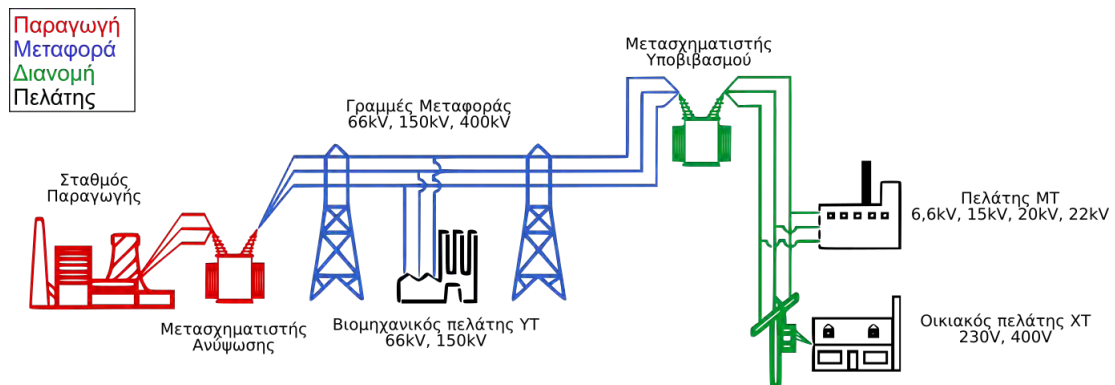 Παραγωγή
Μεταφορά
Διανομή
Πελάτης
Σταθμός
Παραγωγής
Μετασχηματιστής
Ανύψωσης
Γραμμές Μεταφοράς
66kV, 150kV, 400kV
Βιομηχανικός πελάτης ΥΤ
66kV, 150kV
Μετασχηματιστής
Υποβιβασμού
Πελάτης ΜΤ
6,6kV, 15kV, 20kV, 22kV
Οικιακός πελάτης ΧΤ
230V, 400V